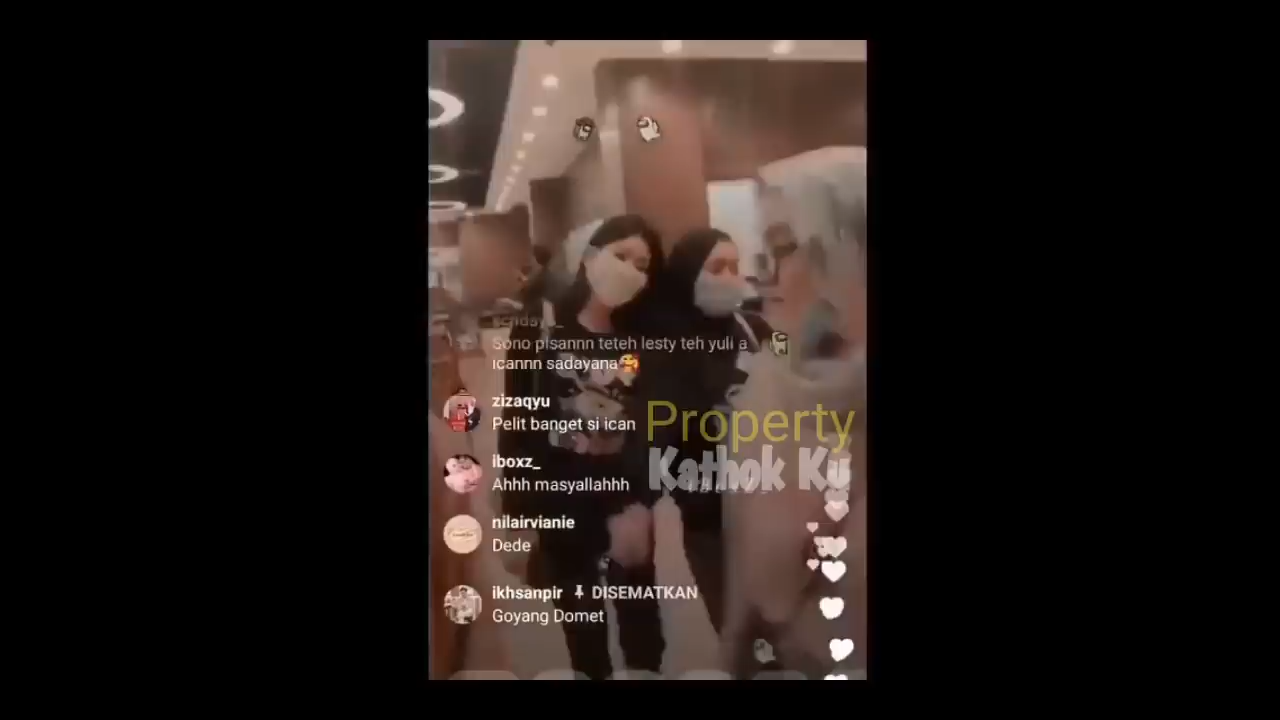 sono pisannn teteh lesty teh yuli a
icannn sadayana🥰
zizaqyu
Pelit banget si ican
iboxz_
Ahhh masyallahhh
nilairvianie
Dede
ikhsanpir 📌 DISEMATKAN
Goyang Domet
Property
Kathok Ku